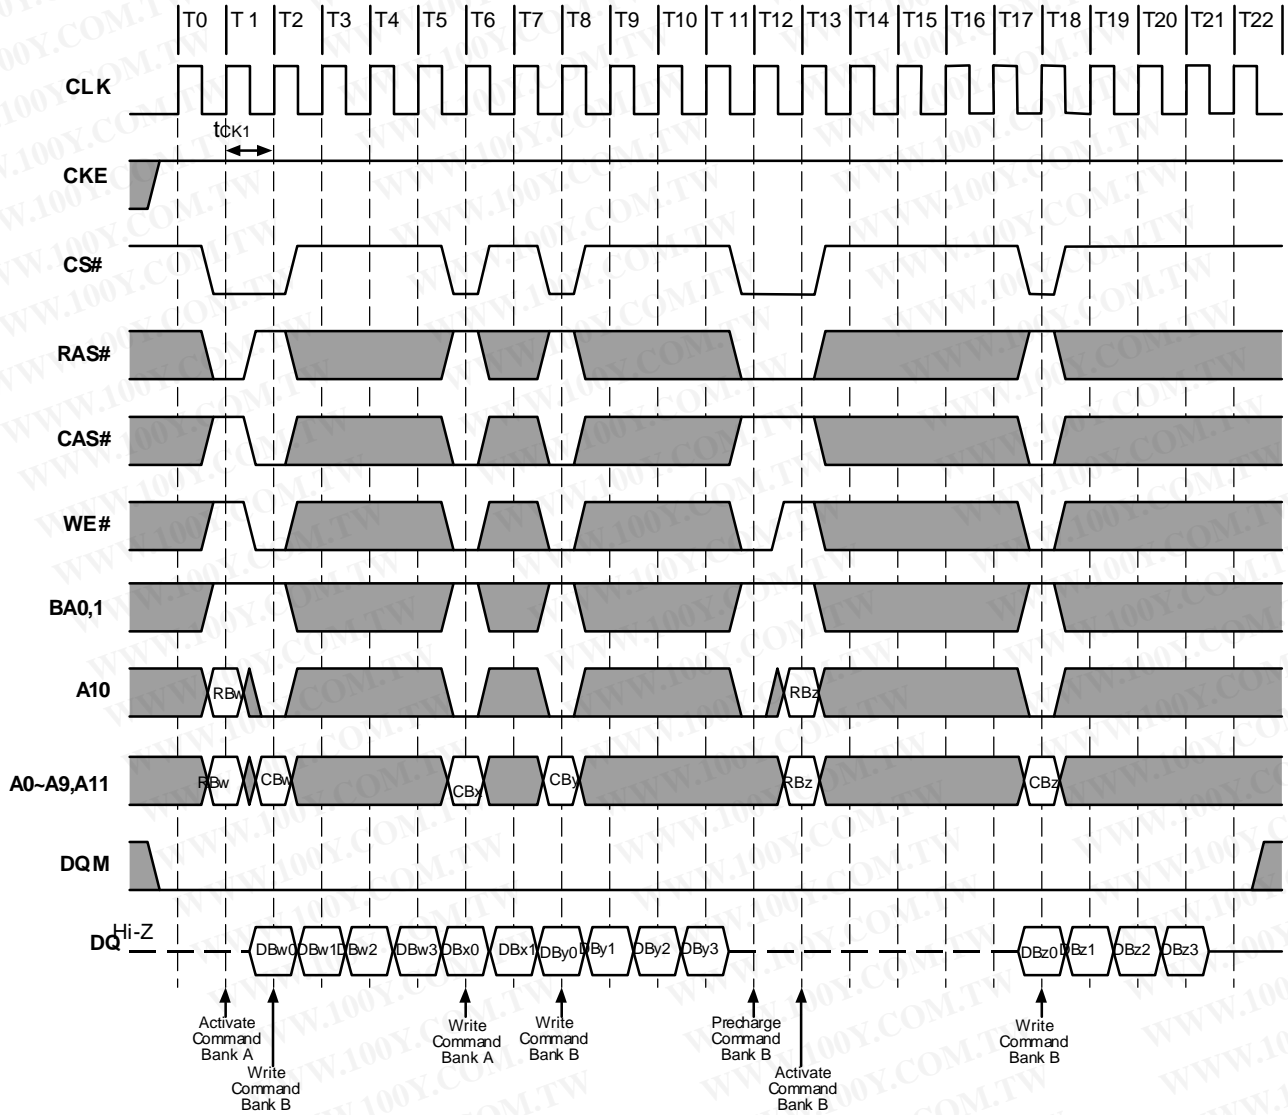 T0 T 1 T2 T3 T4 T5 T6 T7 T8 T9 T10 T 11 T12 T13 T14 T15 T16 T17 T18 T19 T20 T21 T22
CLK
tCK1
CKE
CS#
RAS#
CAS#
WE#
BA0,1
A10 RBw RBz
A0~A9,A11 RBw CBw CBx CBy RBz CBz
DQM
Hi-Z
DQ DBw0 DBw1 DBw2 DBw3 DBx0 DBx1 DBy0 DBy1 DBy2 DBy3 DBz0 DBz1 DBz2 DBz3
Activate
Command
Bank A
Write
Command
Bank B
Write
Command
Bank A
Write
Command
Bank B
Precharge
Command
Bank B
Activate
Command
Bank B
Write
Command
Bank B
WWW.100Y.COM.TW